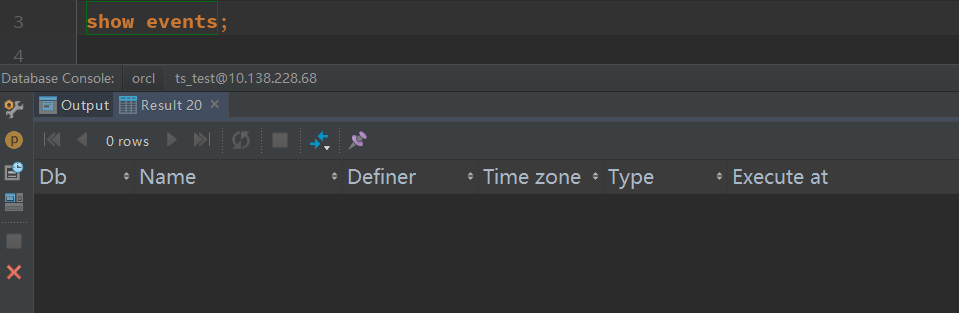 3 show events;
4
Database Console: orcl ts_test@10.138.228.68
Output Result 20
0 rows
Db Name Definer Time zone Type Execute at